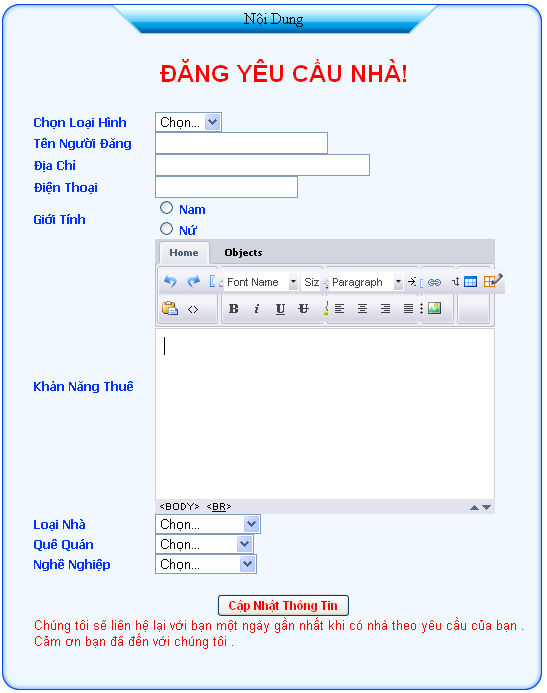 Nội Dung
ĐĂNG YÊU CẦU NHÀ!
Chọn Loại Hình Chọn...
Tên Người Đăng
Địa Chỉ
Điện Thoại
Giới Tính
Nam
Nứ
Home Objects
Font Name Siz Paragraph
B i U U
Khàn Năng Thuê
<BODY> <BR>
Loại Nhà Chọn...
Quê Quán Chọn...
Nghề Nghiệp Chọn...
Cập Nhật Thông Tin
Chúng tôi sẽ liên hệ lại với bạn một ngày gần nhất khi có nhà theo yêu cầu của bạn .
Cảm ơn bạn đã đến với chúng tôi .